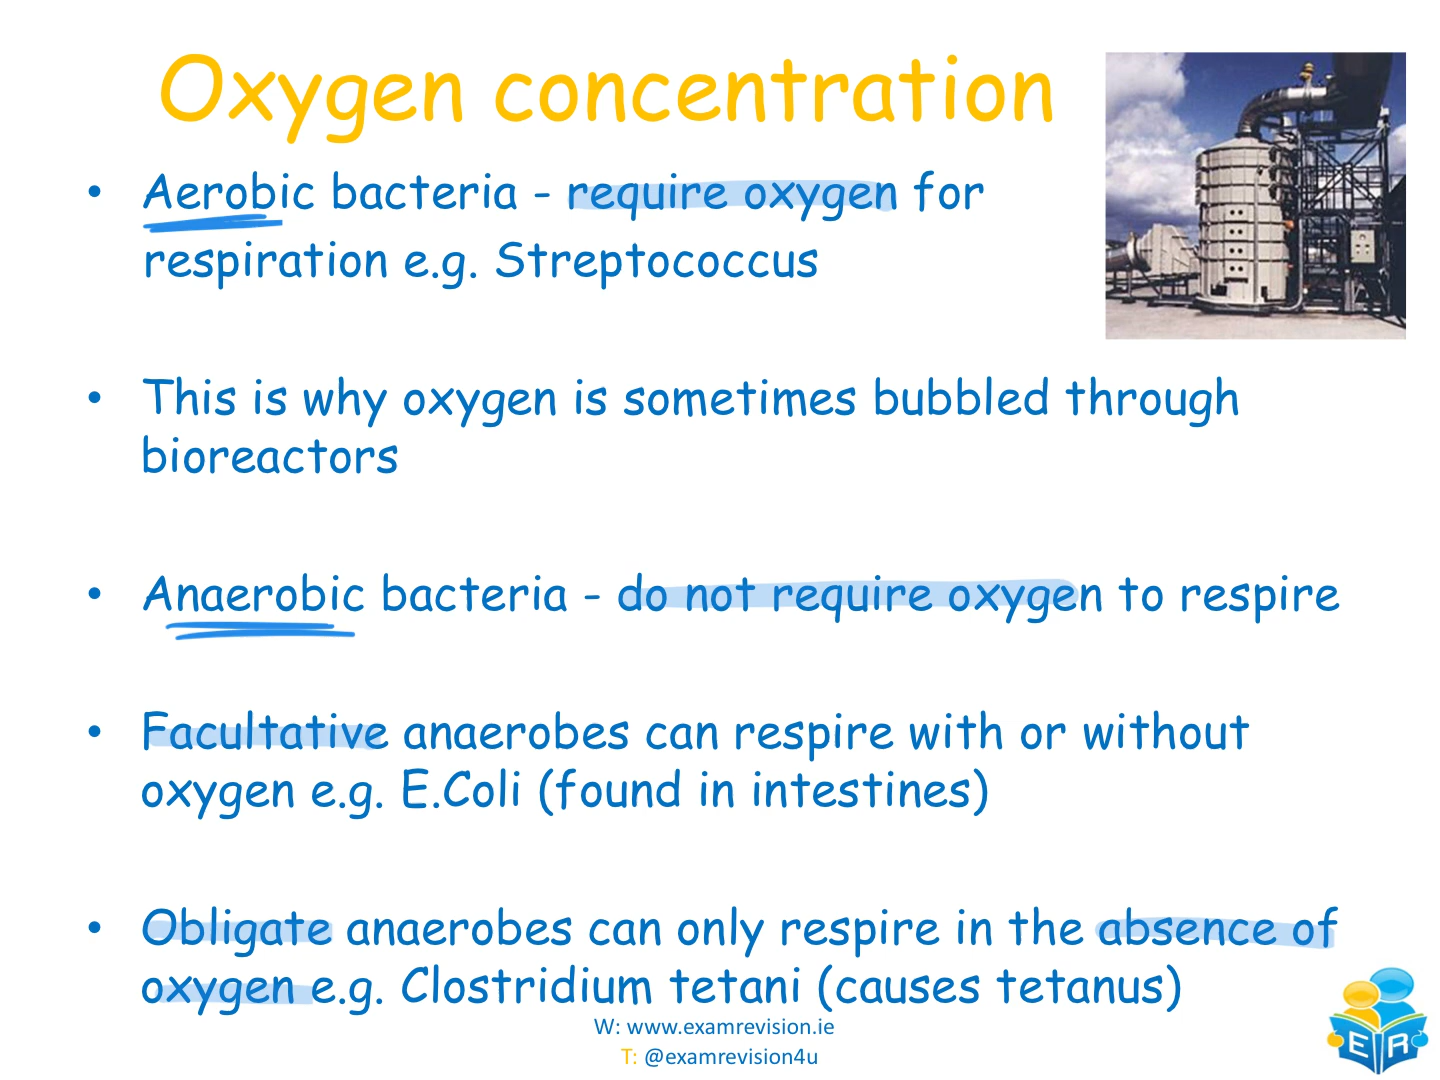 Oxygen concentration
• Aerobic bacteria - require oxygen for
respiration e.g. Streptococcus
• This is why oxygen is sometimes bubbled through
bioreactors
• Anaerobic bacteria - do not require oxygen to respire
• Facultative anaerobes can respire with or without
oxygen e.g. E.Coli (found in intestines)
• Obligate anaerobes can only respire in the absence of
oxygen e.g. Clostridium tetani (causes tetanus)
W: www.examrevision.ie
T: @examrevision4u
E R